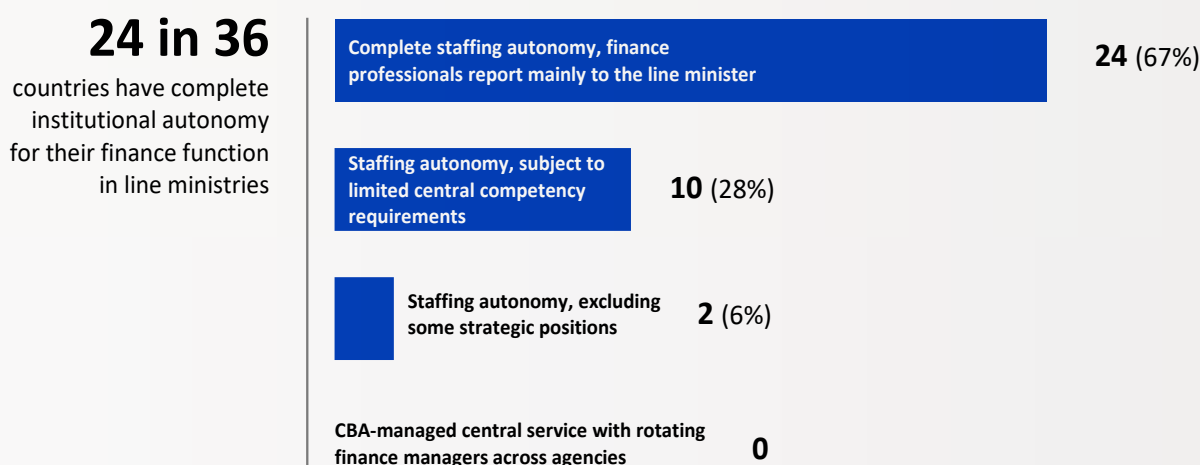 24 in 36
countries have complete
institutional autonomy
for their finance function
in line ministries
Complete staffing autonomy, finance
professionals report mainly to the line minister
24 (67%)
Staffing autonomy, subject to
limited central competency
requirements
10 (28%)
Staffing autonomy, excluding
some strategic positions
2 (6%)
CBA-managed central service with rotating
finance managers across agencies
0